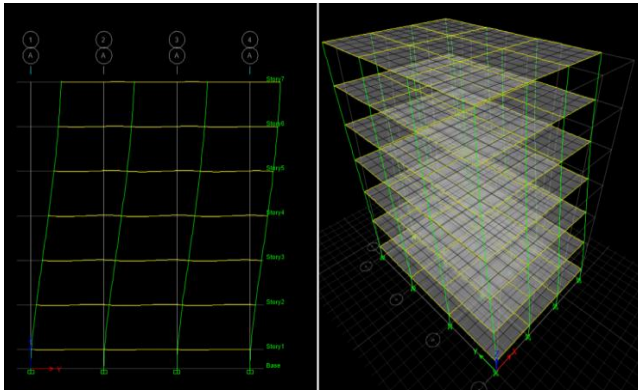 1 2 3 4
A A A A
Story7
Story6
Story5
Story4
Story3
Story2
Story1
Base
X
Y X